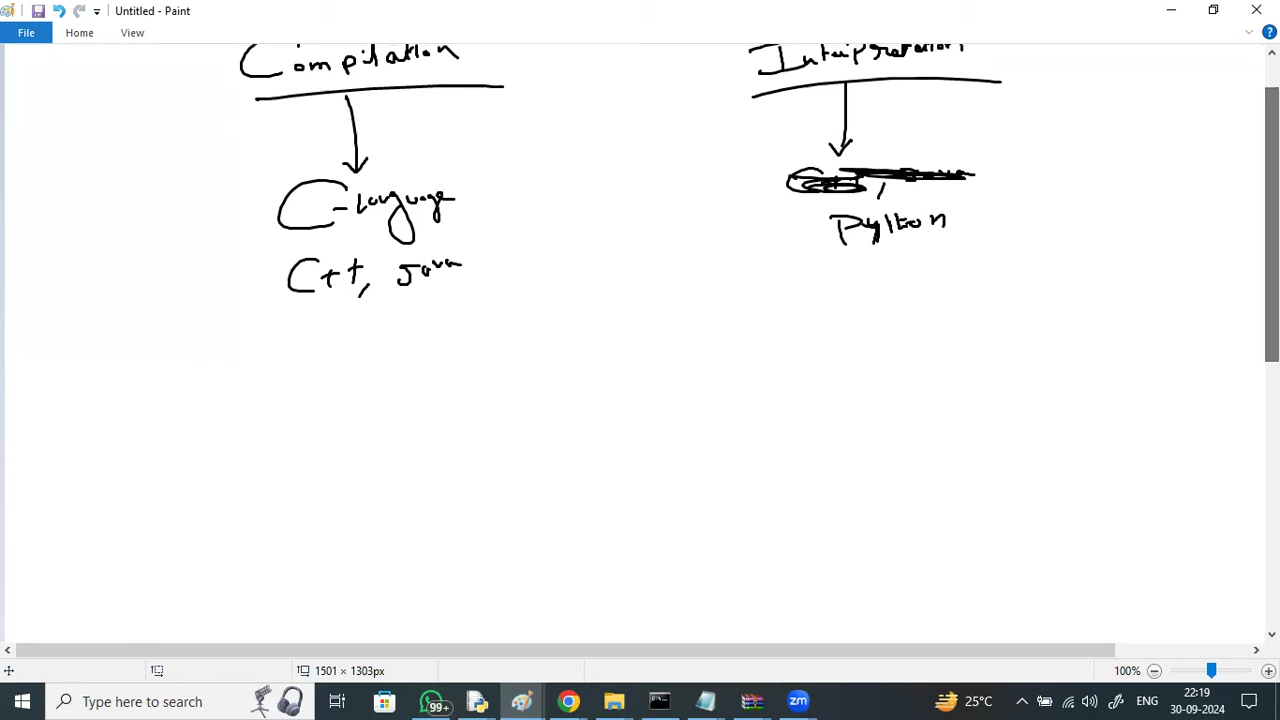 Untitled - Paint
File Home View
Compilation
Interpretation
C-Language
Python
C++, Java
1501 × 1303px
100%
Type here to search
99+
25°C
ENG
22:19
30-09-2024